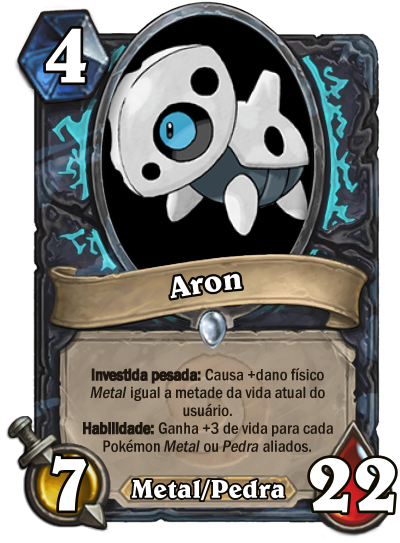 4
Aron
Investida pesada: Causa +dano físico
Metal igual a metade da vida atual do
usuário.
Habilidade: Ganha +3 de vida para cada
Pokémon Metal ou Pedra aliados.
7
Metal/Pedra
22